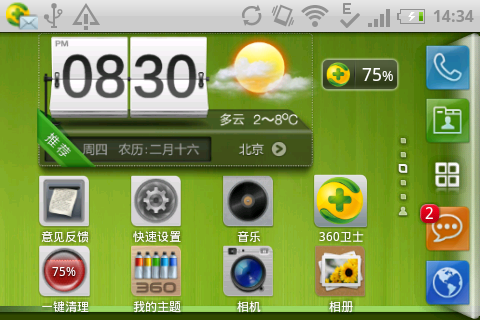 14:34
PM
08 30
75%
多云 2～8℃
推荐
周四 农历:二月十六
北京
意见反馈
快速设置
音乐
360卫士
2
75%
360
一键清理
我的主题
相机
相册